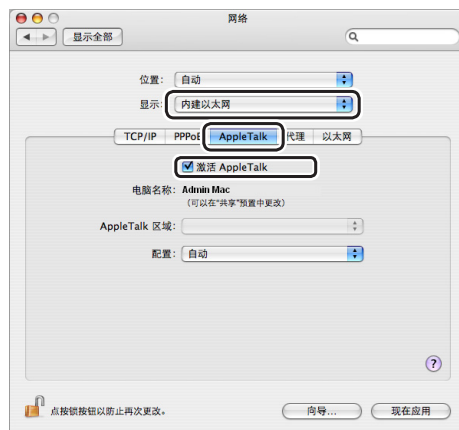 网络
显示全部
位置： 自动
显示： 内建以太网
TCP/IP PPPoE AppleTalk 代理 以太网
激活 AppleTalk
电脑名称： Admin Mac
（可以在“共享”预置中更改）
AppleTalk 区域：
配置： 自动
?
点按锁按钮以防止再次更改。 向导... 现在应用